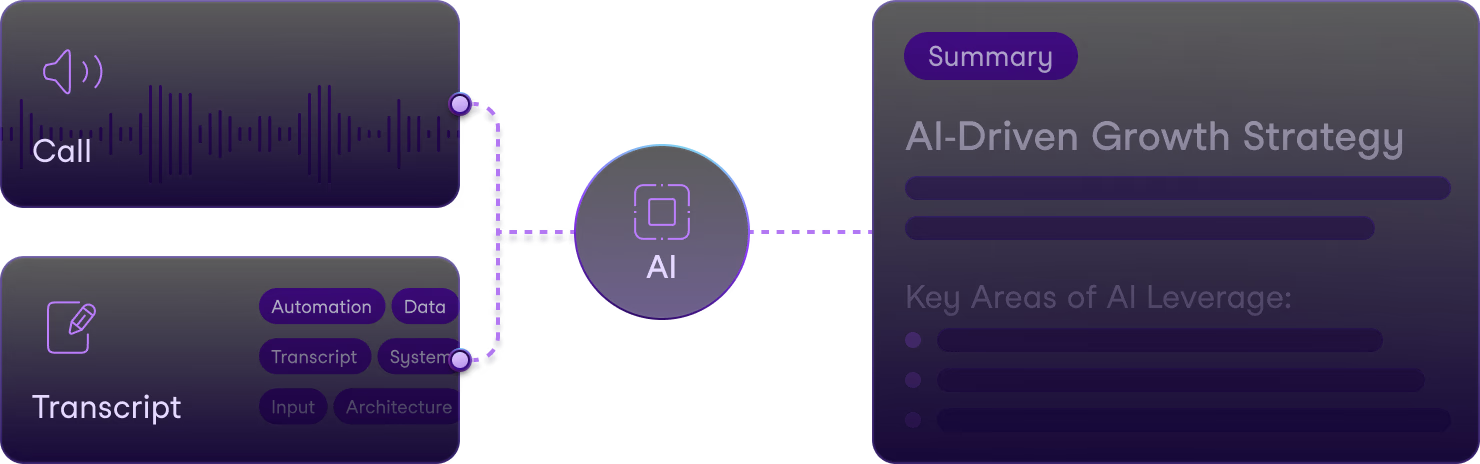 Call
Transcript
Automation Data
Transcript System
Input Architecture
AI
Summary
AI-Driven Growth Strategy
Key Areas of AI Leverage: